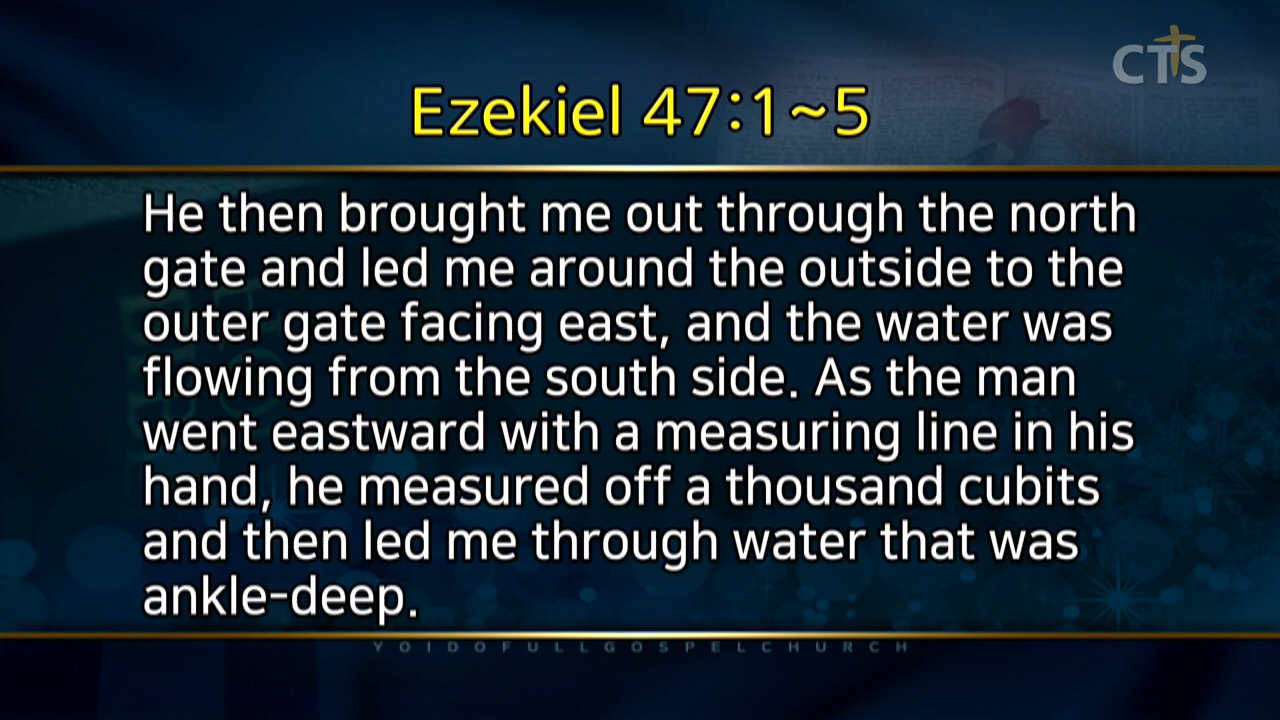 CTS
Ezekiel 47:1~5
He then brought me out through the north
gate and led me around the outside to the
outer gate facing east, and the water was
flowing from the south side. As the man
went eastward with a measuring line in his
hand, he measured off a thousand cubits
and then led me through water that was
ankle-deep.
YOIDOFULLGOSPELCHURCH